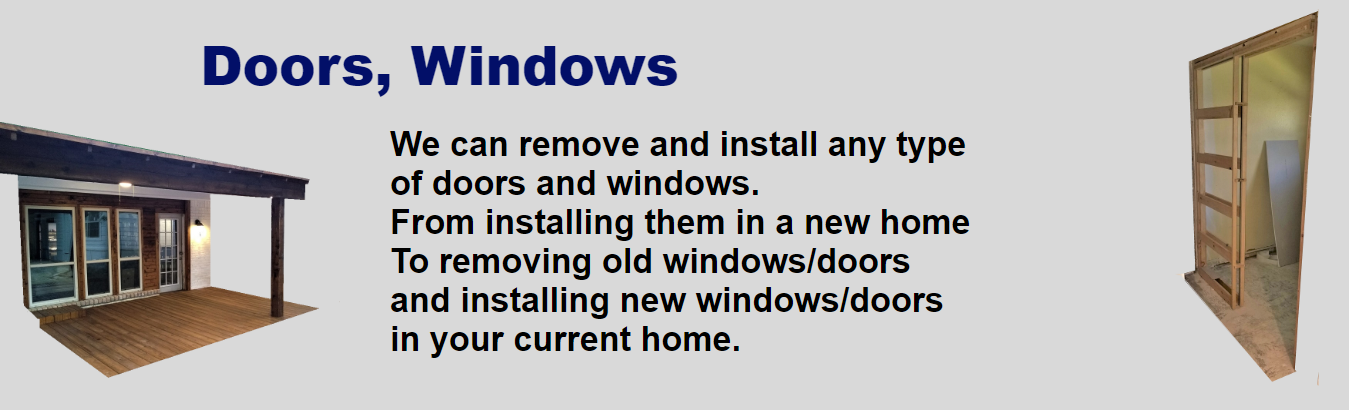 Doors, Windows
We can remove and install any type
of doors and windows.
From installing them in a new home
To removing old windows/doors
and installing new windows/doors
in your current home.